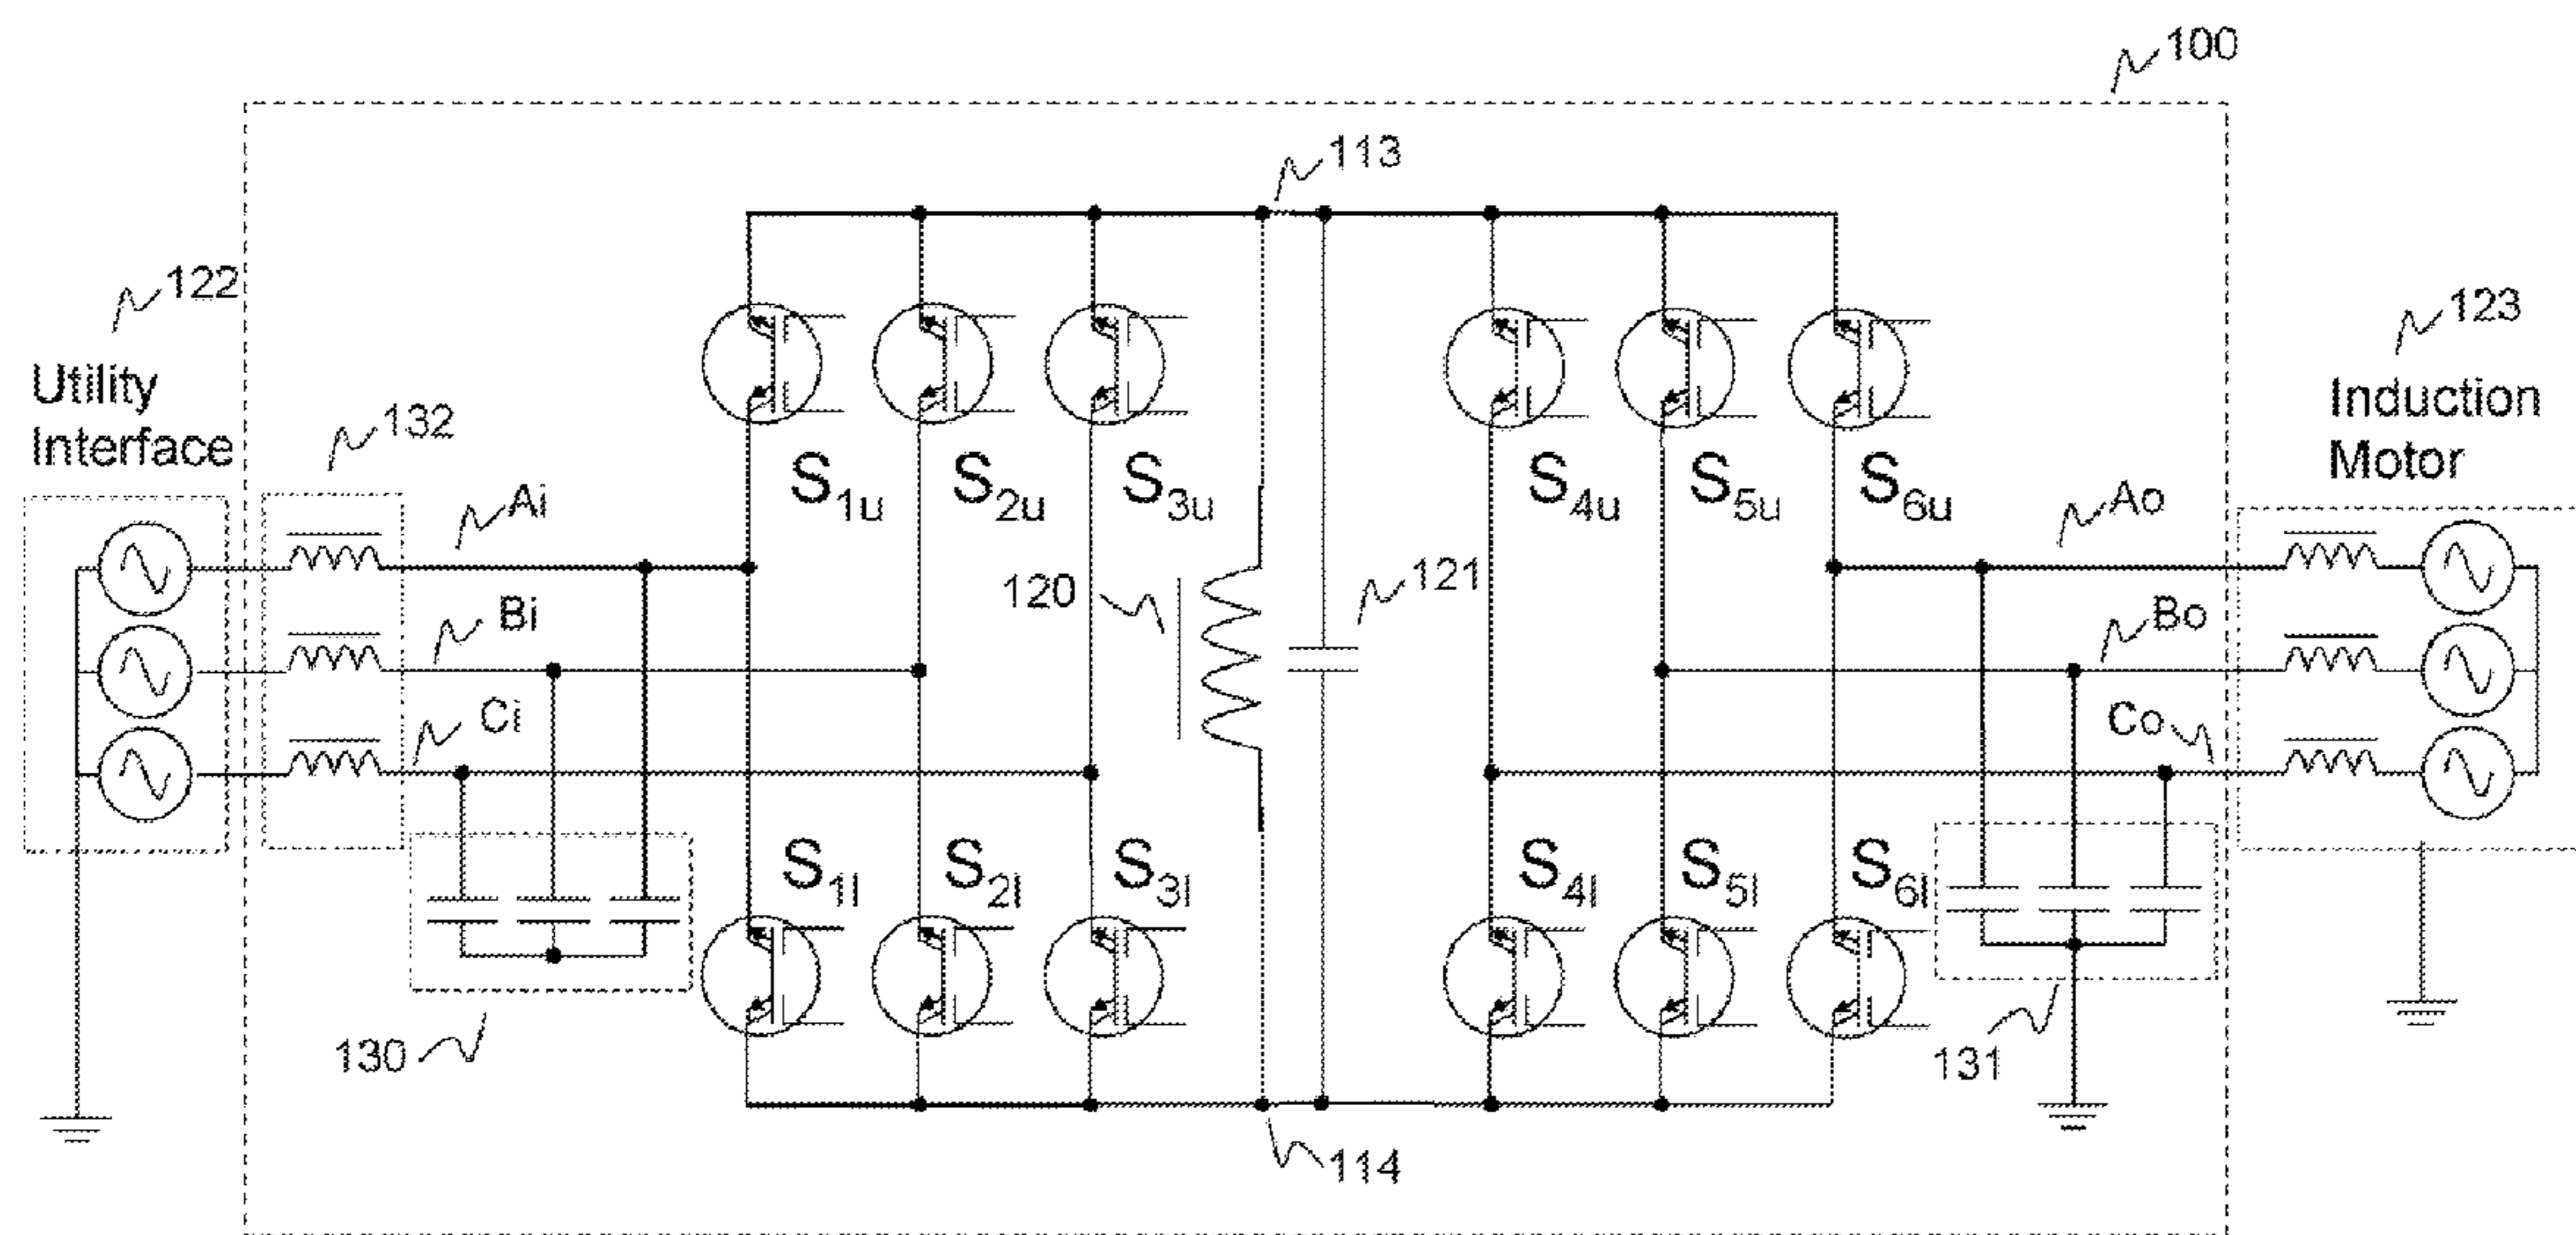 100
113
122
Utility
Interface
132
Ai
Bi
Ci
S1u
S2u
S3u
S4u
S5u
S6u
123
Induction
Motor
Ao
Bo
Co
120
121
S1l
S2l
S3l
S4l
S5l
S6l
130
131
114